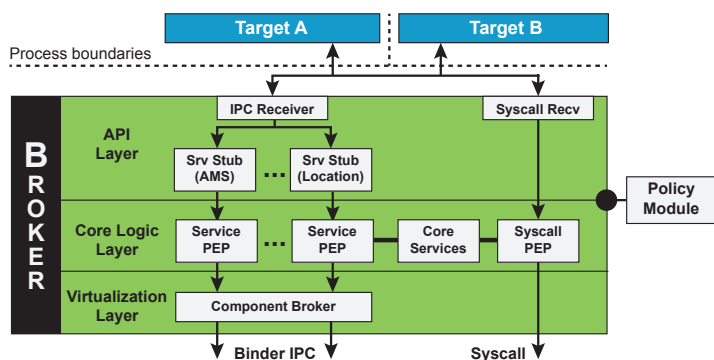 Target A
Target B
Process boundaries
BROKER
API
Layer
IPC Receiver
Syscall Recv
Srv Stub
(AMS)
...
Srv Stub
(Location)
Policy
Module
Core Logic
Layer
Service
PEP
...
Service
PEP
Core
Services
Syscall
PEP
Virtualization
Layer
Component Broker
Binder IPC
Syscall